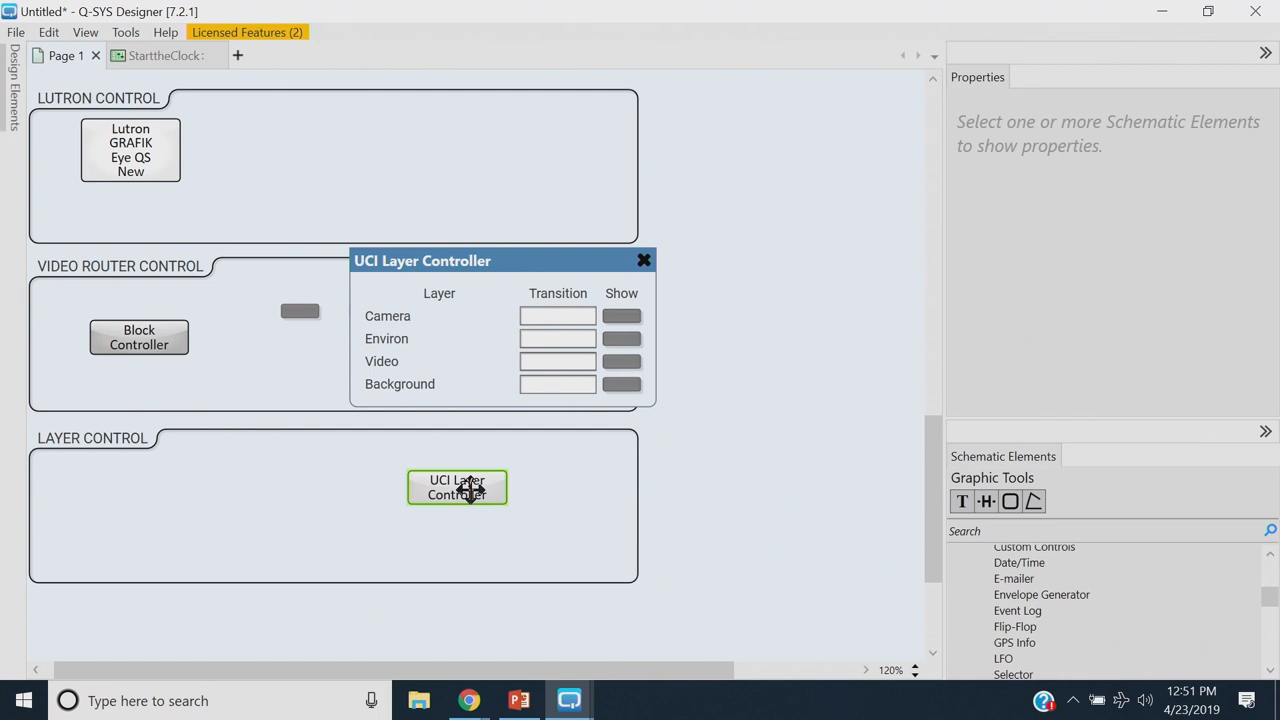 Untitled* - Q-SYS Designer [7.2.1]
File Edit View Tools Help Licensed Features (2)
Page 1 StarttheClock:
Design Elements
Properties
Select one or more Schematic Elements
to show properties.
LUTRON CONTROL
Lutron
GRAFIK
Eye QS
New
VIDEO ROUTER CONTROL
Block
Controller
UCI Layer Controller
Layer Transition Show
Camera
Environ
Video
Background
LAYER CONTROL
UCI Layer
Controller
Schematic Elements
Graphic Tools
T H
Search
Custom Controls
Date/Time
E-mailer
Envelope Generator
Event Log
Flip-Flop
GPS Info
LFO
Selector
120%
Type here to search
12:51 PM
4/23/2019